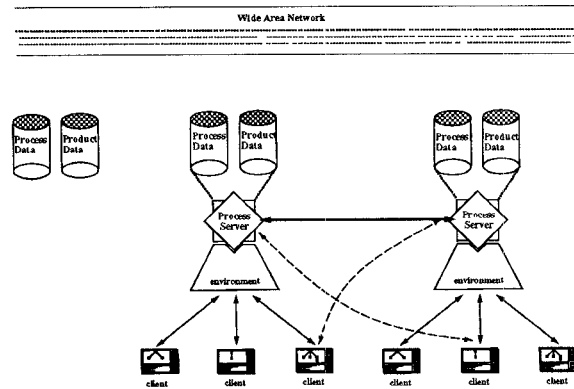 Wide Area Network
Process
Data
Product
Data
Process
Data
Product
Data
Process
Data
Product
Data
Process
Server
Process
Server
environment
environment
client
client
client
client
client
client